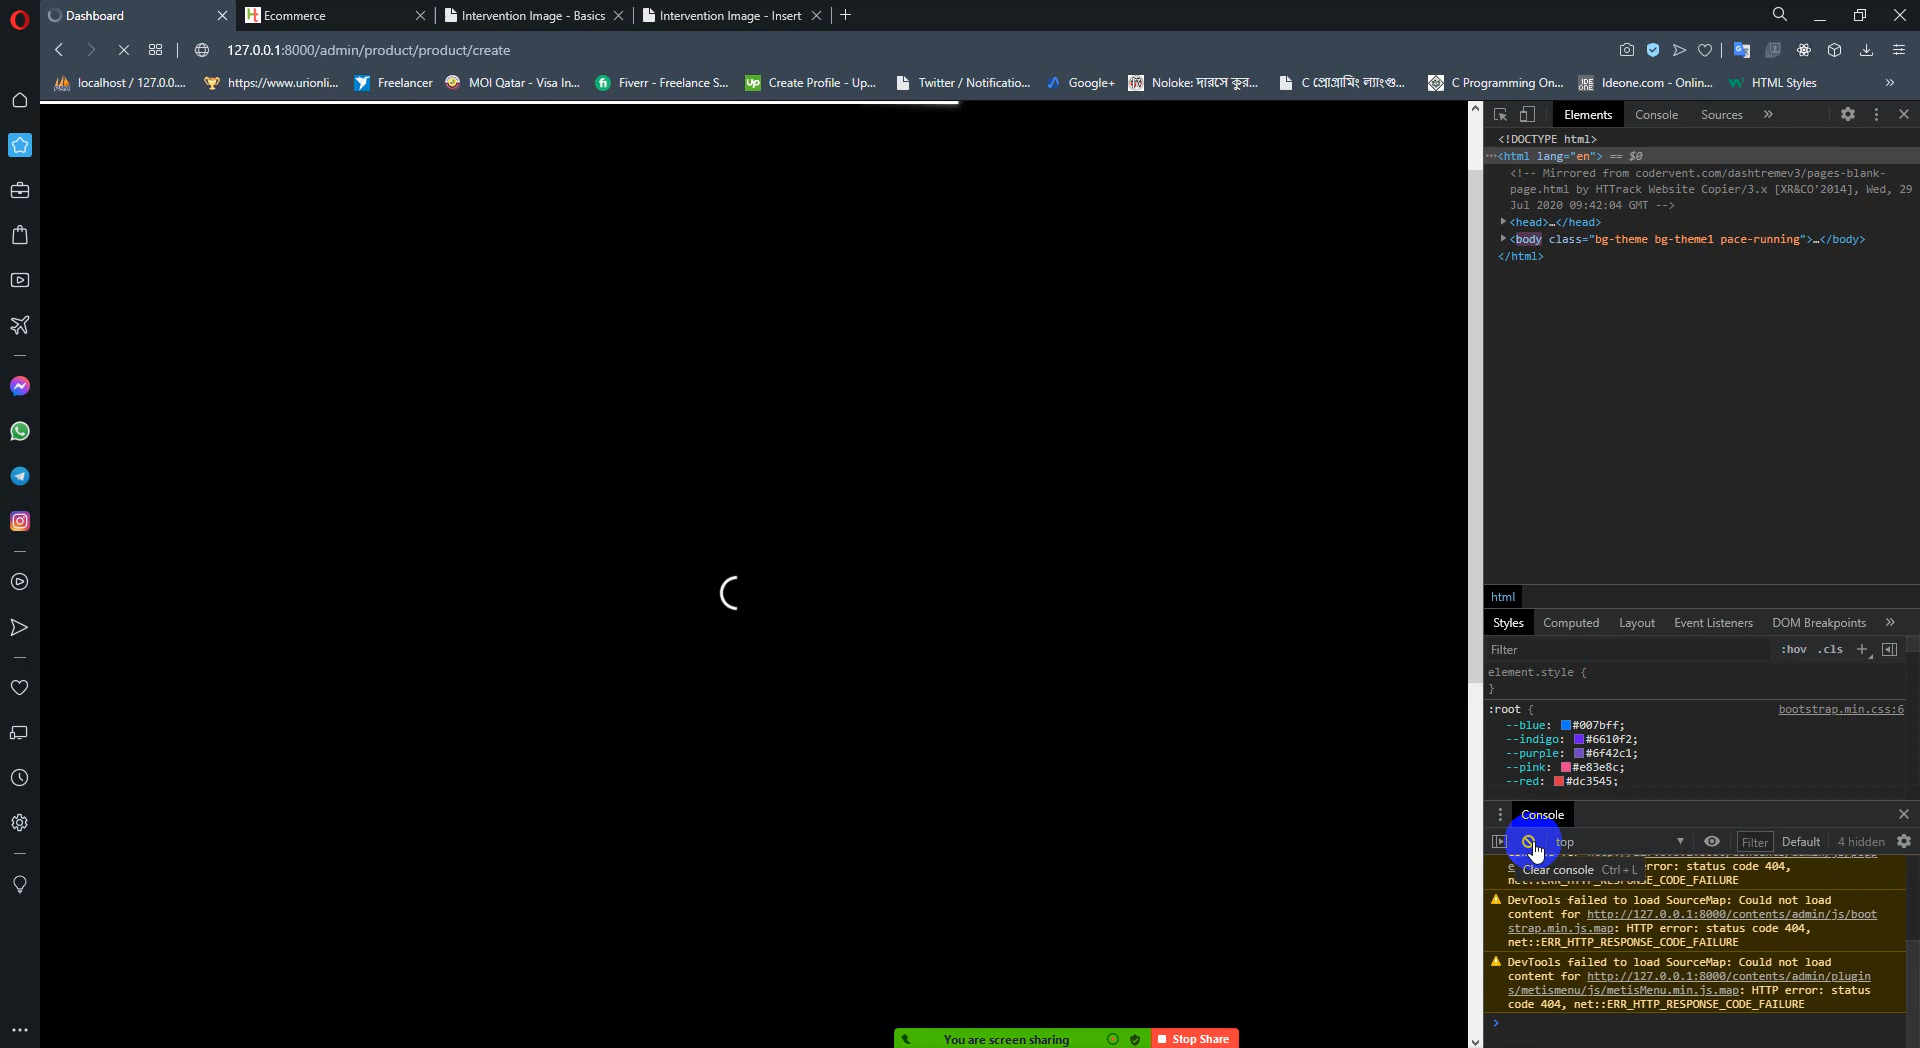 Dashboard
Ecommerce
Intervention Image - Basics
Intervention Image - Insert
127.0.0.1:8000/admin/product/product/create
localhost / 127.0.0...
https://www.urionli...
Freelancer
MOI Qatar - Visa In...
Fiverr - Freelance S...
Up
Create Profile - Up...
Twitter / Notificatio...
Google+
Noloke: দারসে কুর...
C প্রোগ্রামিং ল্যাংগু...
C Programming On...
Ideone.com - Onlin...
HTML Styles
Elements
Console
Sources
<!DOCTYPE html>
<html lang="en"> == $0
<!-- Mirrored from codervent.com/dashtremev3/pages-blank-
page.html by HTTrack Website Copier/3.x [XR&CO'2014], Wed, 29
Jul 2020 09:42:04 GMT -->
<head>…</head>
<body class="bg-theme bg-theme1 pace-running">…</body>
</html>
html
Styles
Computed
Layout
Event Listeners
DOM Breakpoints
Filter
:hov
.cls
element.style {
}
:root {
bootstrap.min.css:6
--blue: #007bff;
--indigo: #6610f2;
--purple: #6f42c1;
--pink: #e83e8c;
--red: #dc3545;
Console
top
Filter
Default
4 hidden
Clear console Ctrl+L
rror: status code 404,
DevTools failed to load SourceMap: Could not load
content for http://127.0.0.1:8000/contents/admin/js/boot
strap.min.js.map: HTTP error: status code 404,
net::ERR_HTTP_RESPONSE_CODE_FAILURE
DevTools failed to load SourceMap: Could not load
content for http://127.0.0.1:8000/contents/admin/plugin
s/metismenu/js/metisMenu.min.js.map: HTTP error: status
code 404, net::ERR_HTTP_RESPONSE_CODE_FAILURE
You are screen sharing
Stop Share